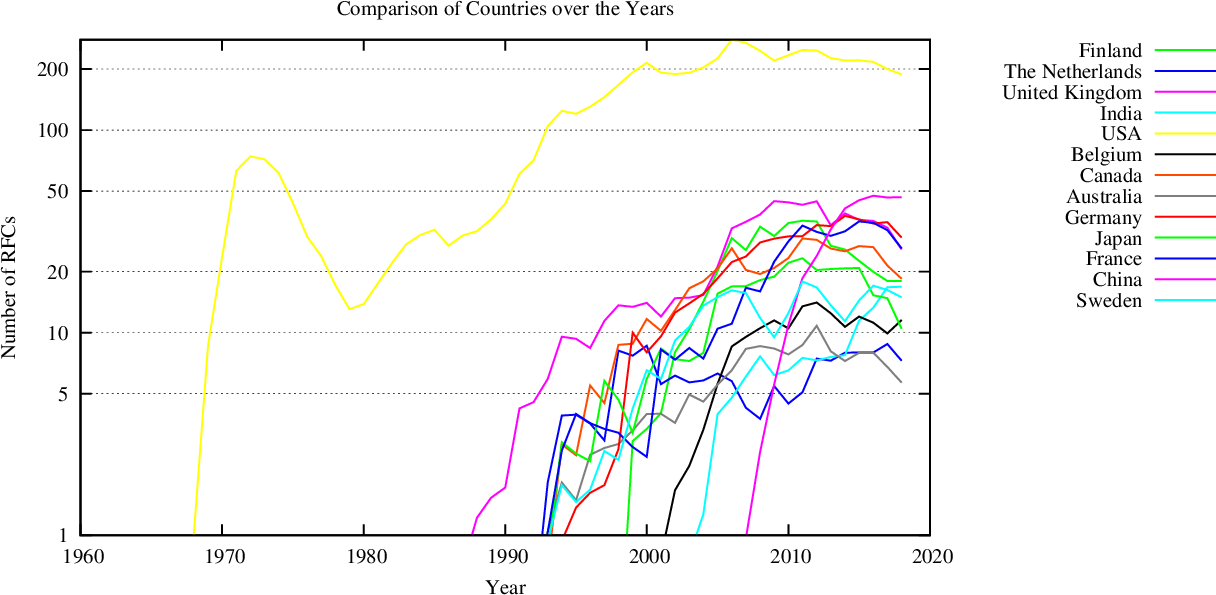 Comparison of Countries over the Years
Number of RFCs
200
100
50
20
10
5
1
1960 1970 1980 1990 2000 2010 2020
Year
Finland
The Netherlands
United Kingdom
India
USA
Belgium
Canada
Australia
Germany
Japan
France
China
Sweden